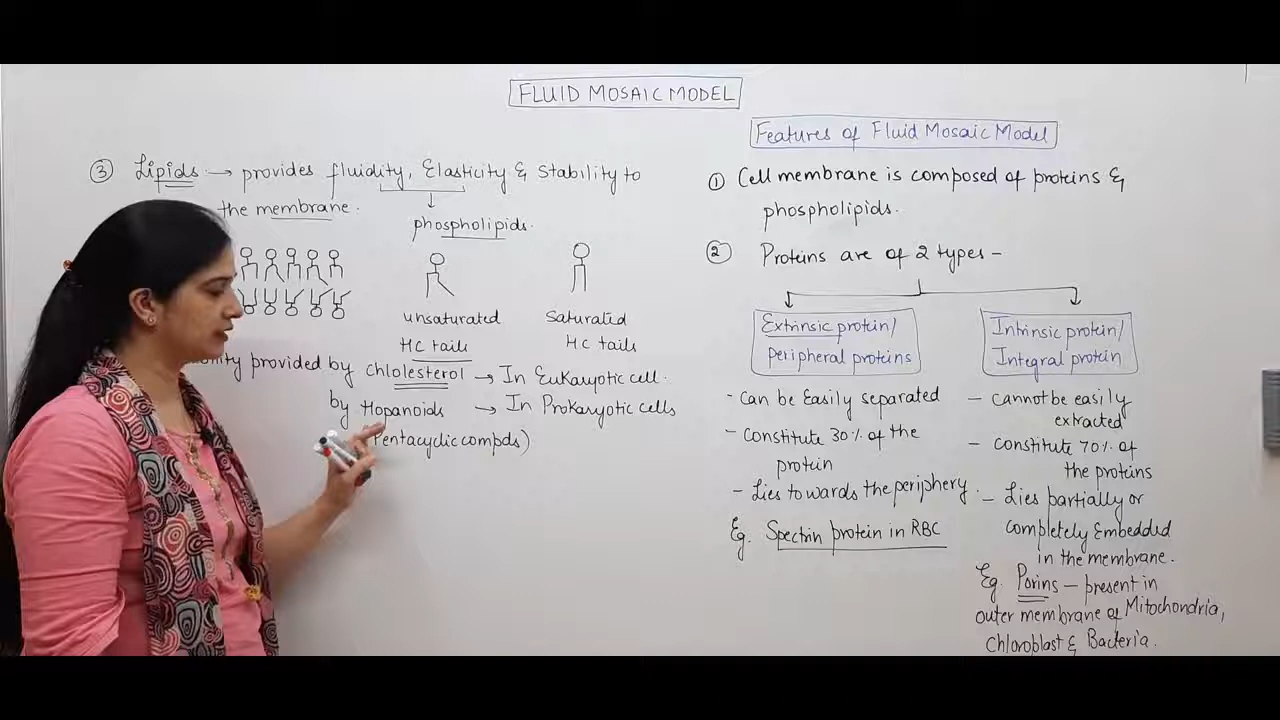 FLUID MOSAIC MODEL
③ Lipids → provides fluidity, Elasticity & Stability to
the membrane.
phospholipids.
unsaturated
HC tails
Saturated
HC tails
provided by chlolesterol → In Eukaryotic cell.
by Hopanoids → In Prokaryotic cells
Pentacyclic compds)
Features of Fluid Mosaic Model
① Cell membrane is composed of proteins &
phospholipids.
② Proteins are of 2 types –
Extrinsic protein/
Peripheral proteins
- Can be Easily separated
- Constitute 30% of the
protein
- Lies towards the periphery.
Eg. Spectrin protein in RBC
Intrinsic protein/
Integral protein
- Cannot be easily
extracted
- Constitute 70% of
the proteins
- Lies partially or
completely Embedded
in the membrane.
Eg. Porins – present in
outer membrane of Mitochondria,
Chloroblast & Bacteria.